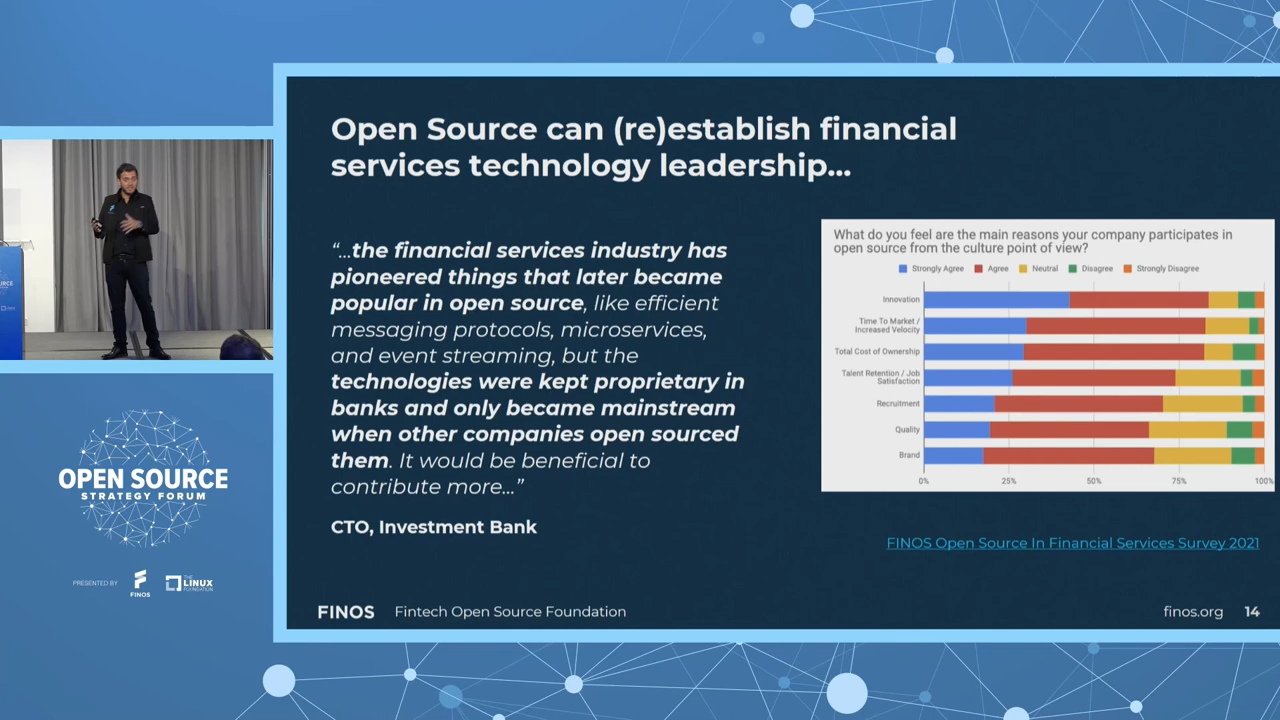 Open Source can (re)establish financial
services technology leadership...
“...the financial services industry has
pioneered things that later became
popular in open source, like efficient
messaging protocols, microservices,
and event streaming, but the
technologies were kept proprietary in
banks and only became mainstream
when other companies open sourced
them. It would be beneficial to
contribute more...”
CTO, Investment Bank
What do you feel are the main reasons your company participates in
open source from the culture point of view?
Strongly Agree Agree Neutral Disagree Strongly Disagree
Innovation
Time To Market /
Increased Velocity
Total Cost of Ownership
Talent Retention / Job
Satisfaction
Recruitment
Quality
Brand
0% 25% 50% 75% 100%
FINOS Open Source In Financial Services Survey 2021
FINOS Fintech Open Source Foundation finos.org 14
OPEN SOURCE
STRATEGY FORUM
PRESENTED BY
FINOS
THE
LINUX
FOUNDATION